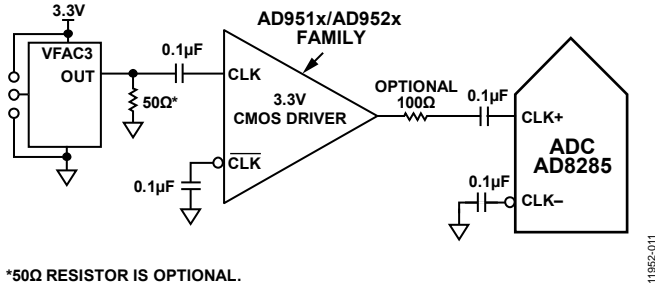 3.3V
AD951x/AD952x
FAMILY
VFAC3
OUT
0.1µF
CLK
50Ω*
3.3V
CMOS DRIVER
OPTIONAL
100Ω
0.1µF
CLK+
ADC
AD8285
CLK
0.1µF
0.1µF
CLK–
*50Ω RESISTOR IS OPTIONAL.
11952-011